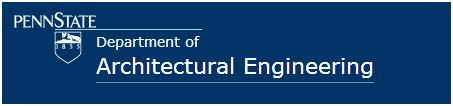 PENNSTATE
1855
Department of
Architectural Engineering